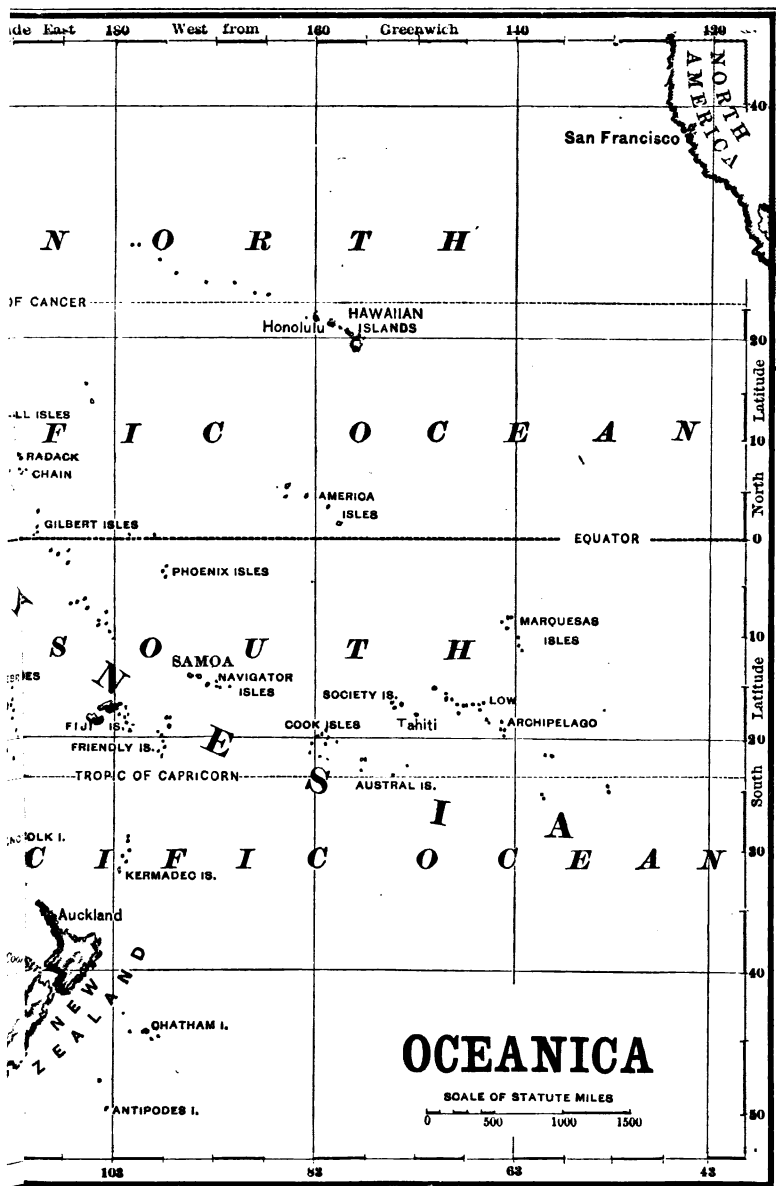 de East 180 West from 160 Greenwich 140 120
NORTH
AMERICA
40
San Francisco
N O R T H
OF CANCER
HAWAIIAN
Honolulu ISLANDS
20
LL ISLES
F I C O C E A N
10
RADACK
CHAIN
North Latitude
AMERICA
ISLES
GILBERT ISLES
EQUATOR 0
PHOENIX ISLES
MARQUESAS
ISLES
10
S O U T H
SAMOA
NAVIGATOR
ISLES
SOCIETY IS.
LOW
ARCHIPELAGO
Tahiti
FIJI IS.
COOK ISLES
FRIENDLY IS.
20
TROPIC OF CAPRICORN
AUSTRAL IS.
South Latitude
N E S I A
OLK I.
30
C I F I C O C E A N
KERMADEC IS.
Auckland
40
NEW
ZEALAND
CHATHAM I.
OCEANICA
SCALE OF STATUTE MILES
0 500 1000 1500
ANTIPODES I.
50
103 83 63 43